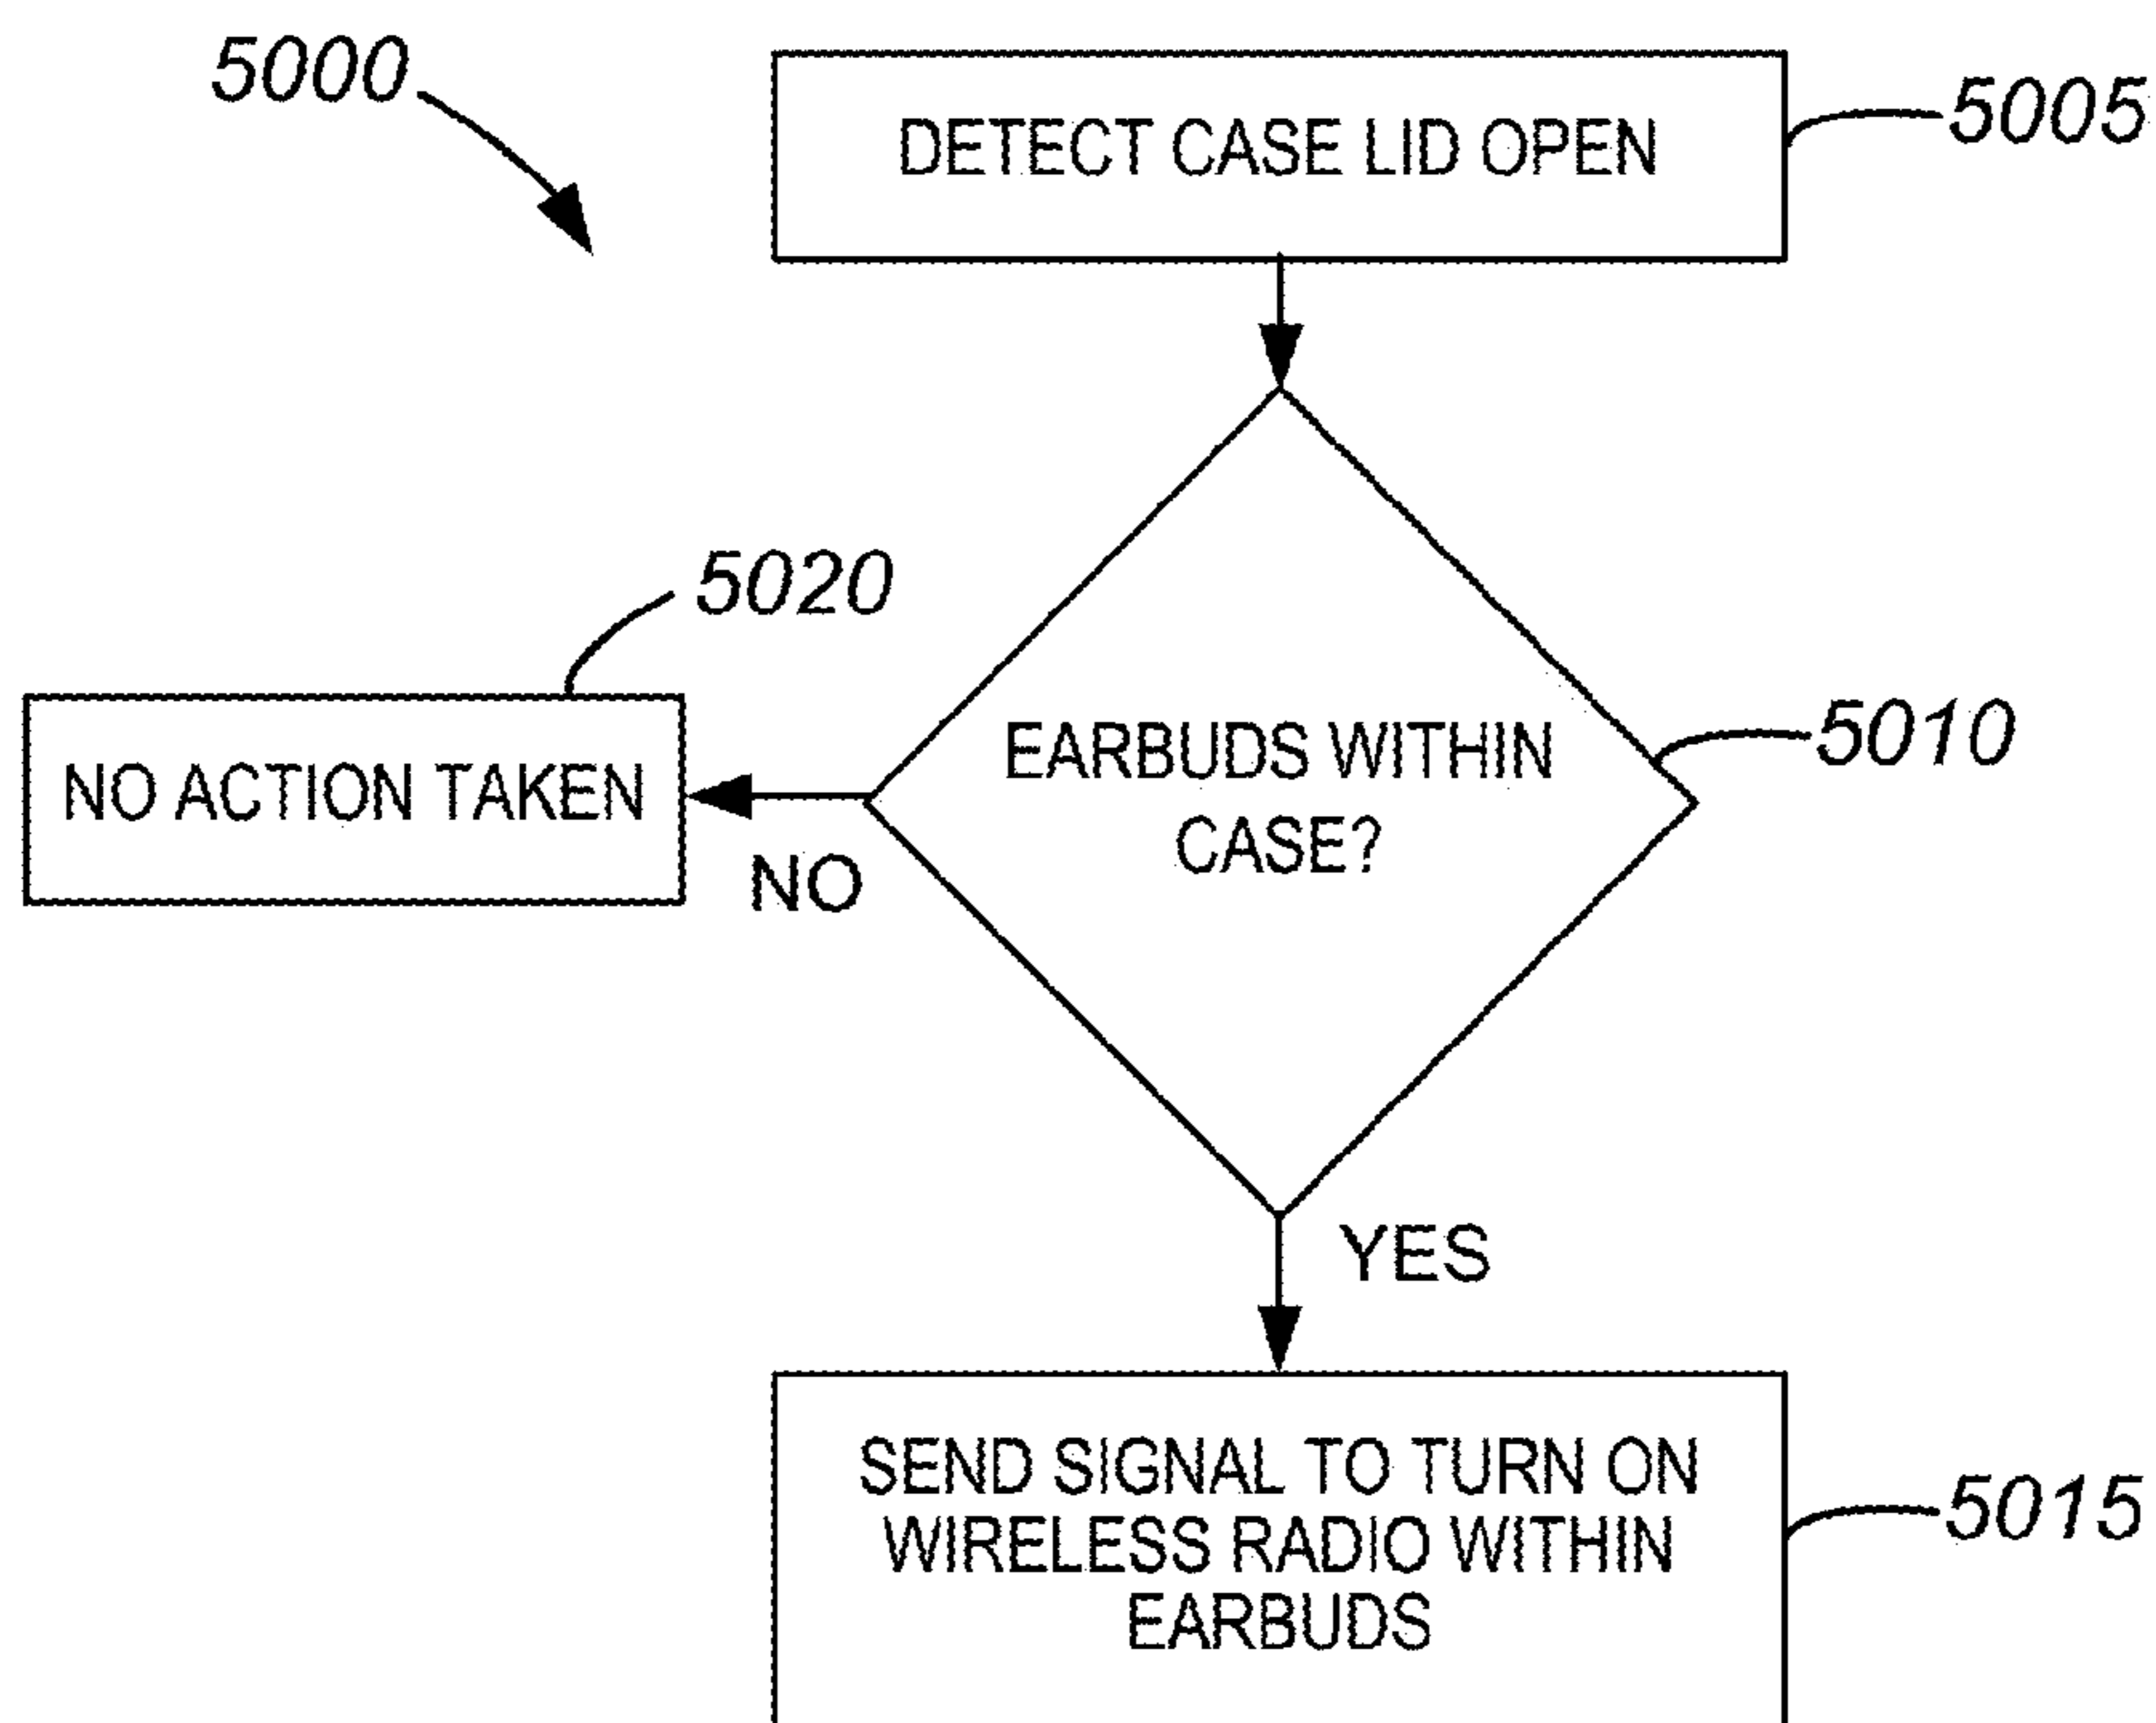 5000
DETECT CASE LID OPEN
5005
5020
NO ACTION TAKEN
NO
EARBUDS WITHIN
CASE?
5010
YES
SEND SIGNAL TO TURN ON
WIRELESS RADIO WITHIN
EARBUDS
5015